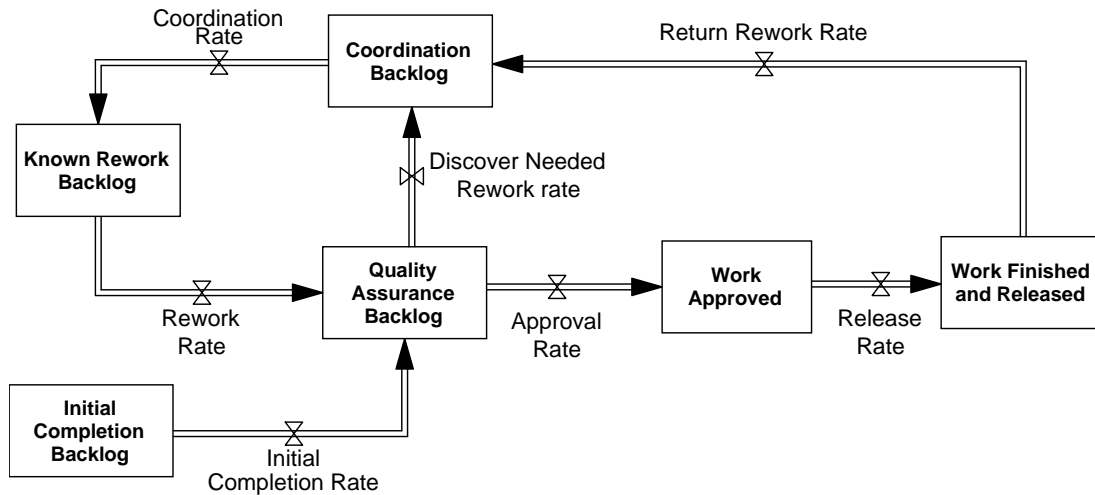 Coordination
Rate
Coordination
Backlog
Return Rework Rate
Known Rework
Backlog
Discover Needed
Rework rate
Quality
Assurance
Backlog
Work
Approved
Work Finished
and Released
Rework
Rate
Approval
Rate
Release
Rate
Initial
Completion
Backlog
Initial
Completion Rate